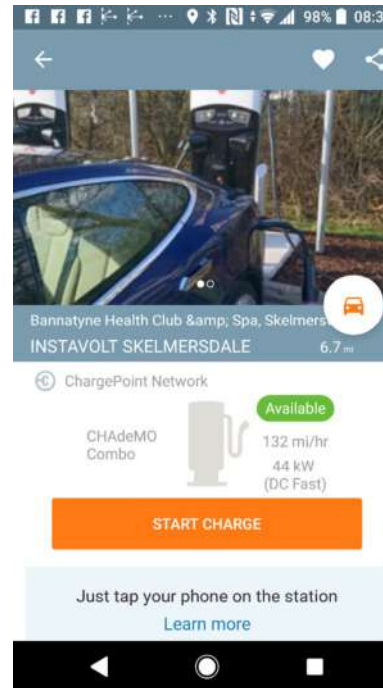 98% 08:3
Bannatyne Health Club &amp; Spa, Skelmers
INSTAVOLT SKELMERSDALE 6.7 mi
ChargePoint Network
Available
CHAdeMO 132 mi/hr
Combo 44 kW
(DC Fast)
START CHARGE
Just tap your phone on the station
Learn more